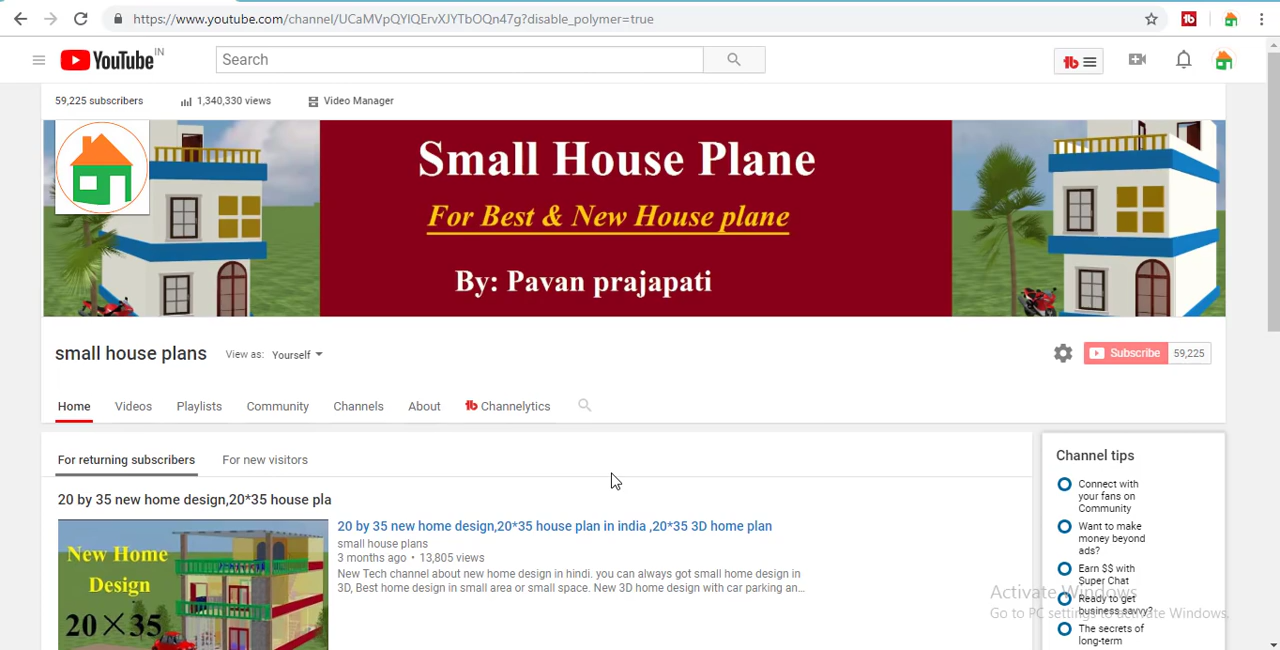 https://www.youtube.com/channel/UCaMVpQYlQErvXJYTbOQn47g?disable_polymer=true
YouTube IN
Search
59,225 subscribers
1,340,330 views
Video Manager
Small House Plane
For Best & New House plane
By: Pavan prajapati
small house plans
View as: Yourself
Subscribe 59,225
Home
Videos
Playlists
Community
Channels
About
Channelytics
For returning subscribers
For new visitors
20 by 35 new home design,20*35 house pla
New Home
Design
20×35
20 by 35 new home design,20*35 house plan in india ,20*35 3D home plan
small house plans
3 months ago • 13,805 views
New Tech channel about new home design in hindi. you can always got small home design in
3D, Best home design in small area or small space. New 3D home design with car parking an...
Channel tips
Connect with
your fans on
Community
Want to make
money beyond
ads?
Earn $$ with
Super Chat
Ready to get
business savvy?
The secrets of
long-term
Activate Windows
Go to PC settings to activate Windows.